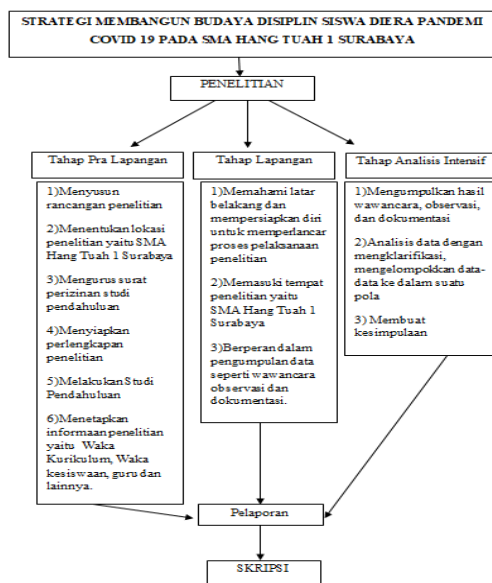 STRATEGI MEMBANGUN BUDAYA DISIPLIN SISWA DIERA PANDEMI
COVID 19 PADA SMA HANG TUAH 1 SURABAYA
PENELITIAN
Tahap Pra Lapangan
1)Menyusun
rancangan penelitian
2)Menentukan lokasi
penelitian yaitu SMA
Hang Tuah 1 Surabaya
3)Mengurus surat
perizinan studi
pendahuluan
4)Menyiapkan
perlengkapan
penelitian
5)Melakukan Studi
Pendahuluan
6)Menetapkan
informaan penelitian
yaitu Waka
Kurikulum, Waka
kesiswaan, guru dan
lainnya.
Tahap Lapangan
1)Memahami latar
belakang dan
mempersiapkan diri
untuk memperlancar
proses pelaksanaan
penelitian
2)Memasuki tempat
penelitian yaitu
SMA Hang Tuah 1
Surabaya
3)Berperan dalam
pengumpulan data
seperti wawancara
observasi dan
dokumentasi.
Tahap Analisis Intensif
1)Mengumpulkan hasil
wawancara, observasi,
dan dokumentasi
2)Analisis data dengan
mengklarifikasi,
mengelompokkan data-
data ke dalam suatu
pola
3) Membuat
kesimpulaan
Pelaporan
SKRIPSI